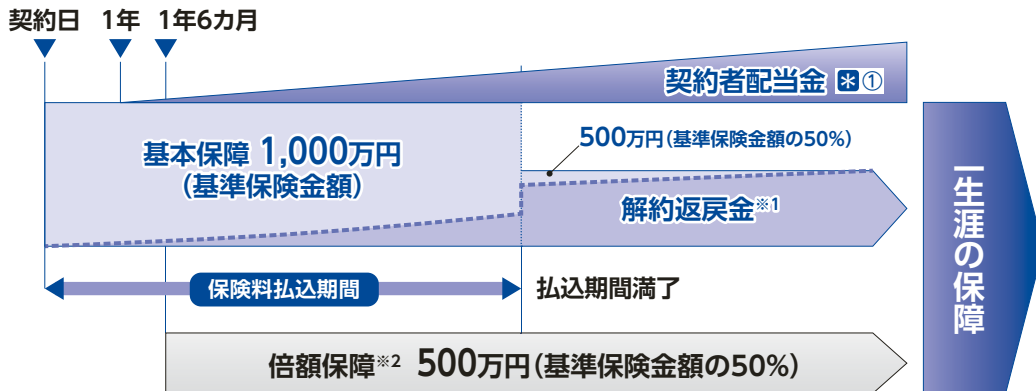 契約日 1年 1年6カ月
契約者配当金 *①
基本保障 1,000万円
(基準保険金額)
500万円(基準保険金額の50%)
解約返戻金※1
保険料払込期間
払込期間満了
倍額保障※2 500万円(基準保険金額の50%)
一生涯の保障